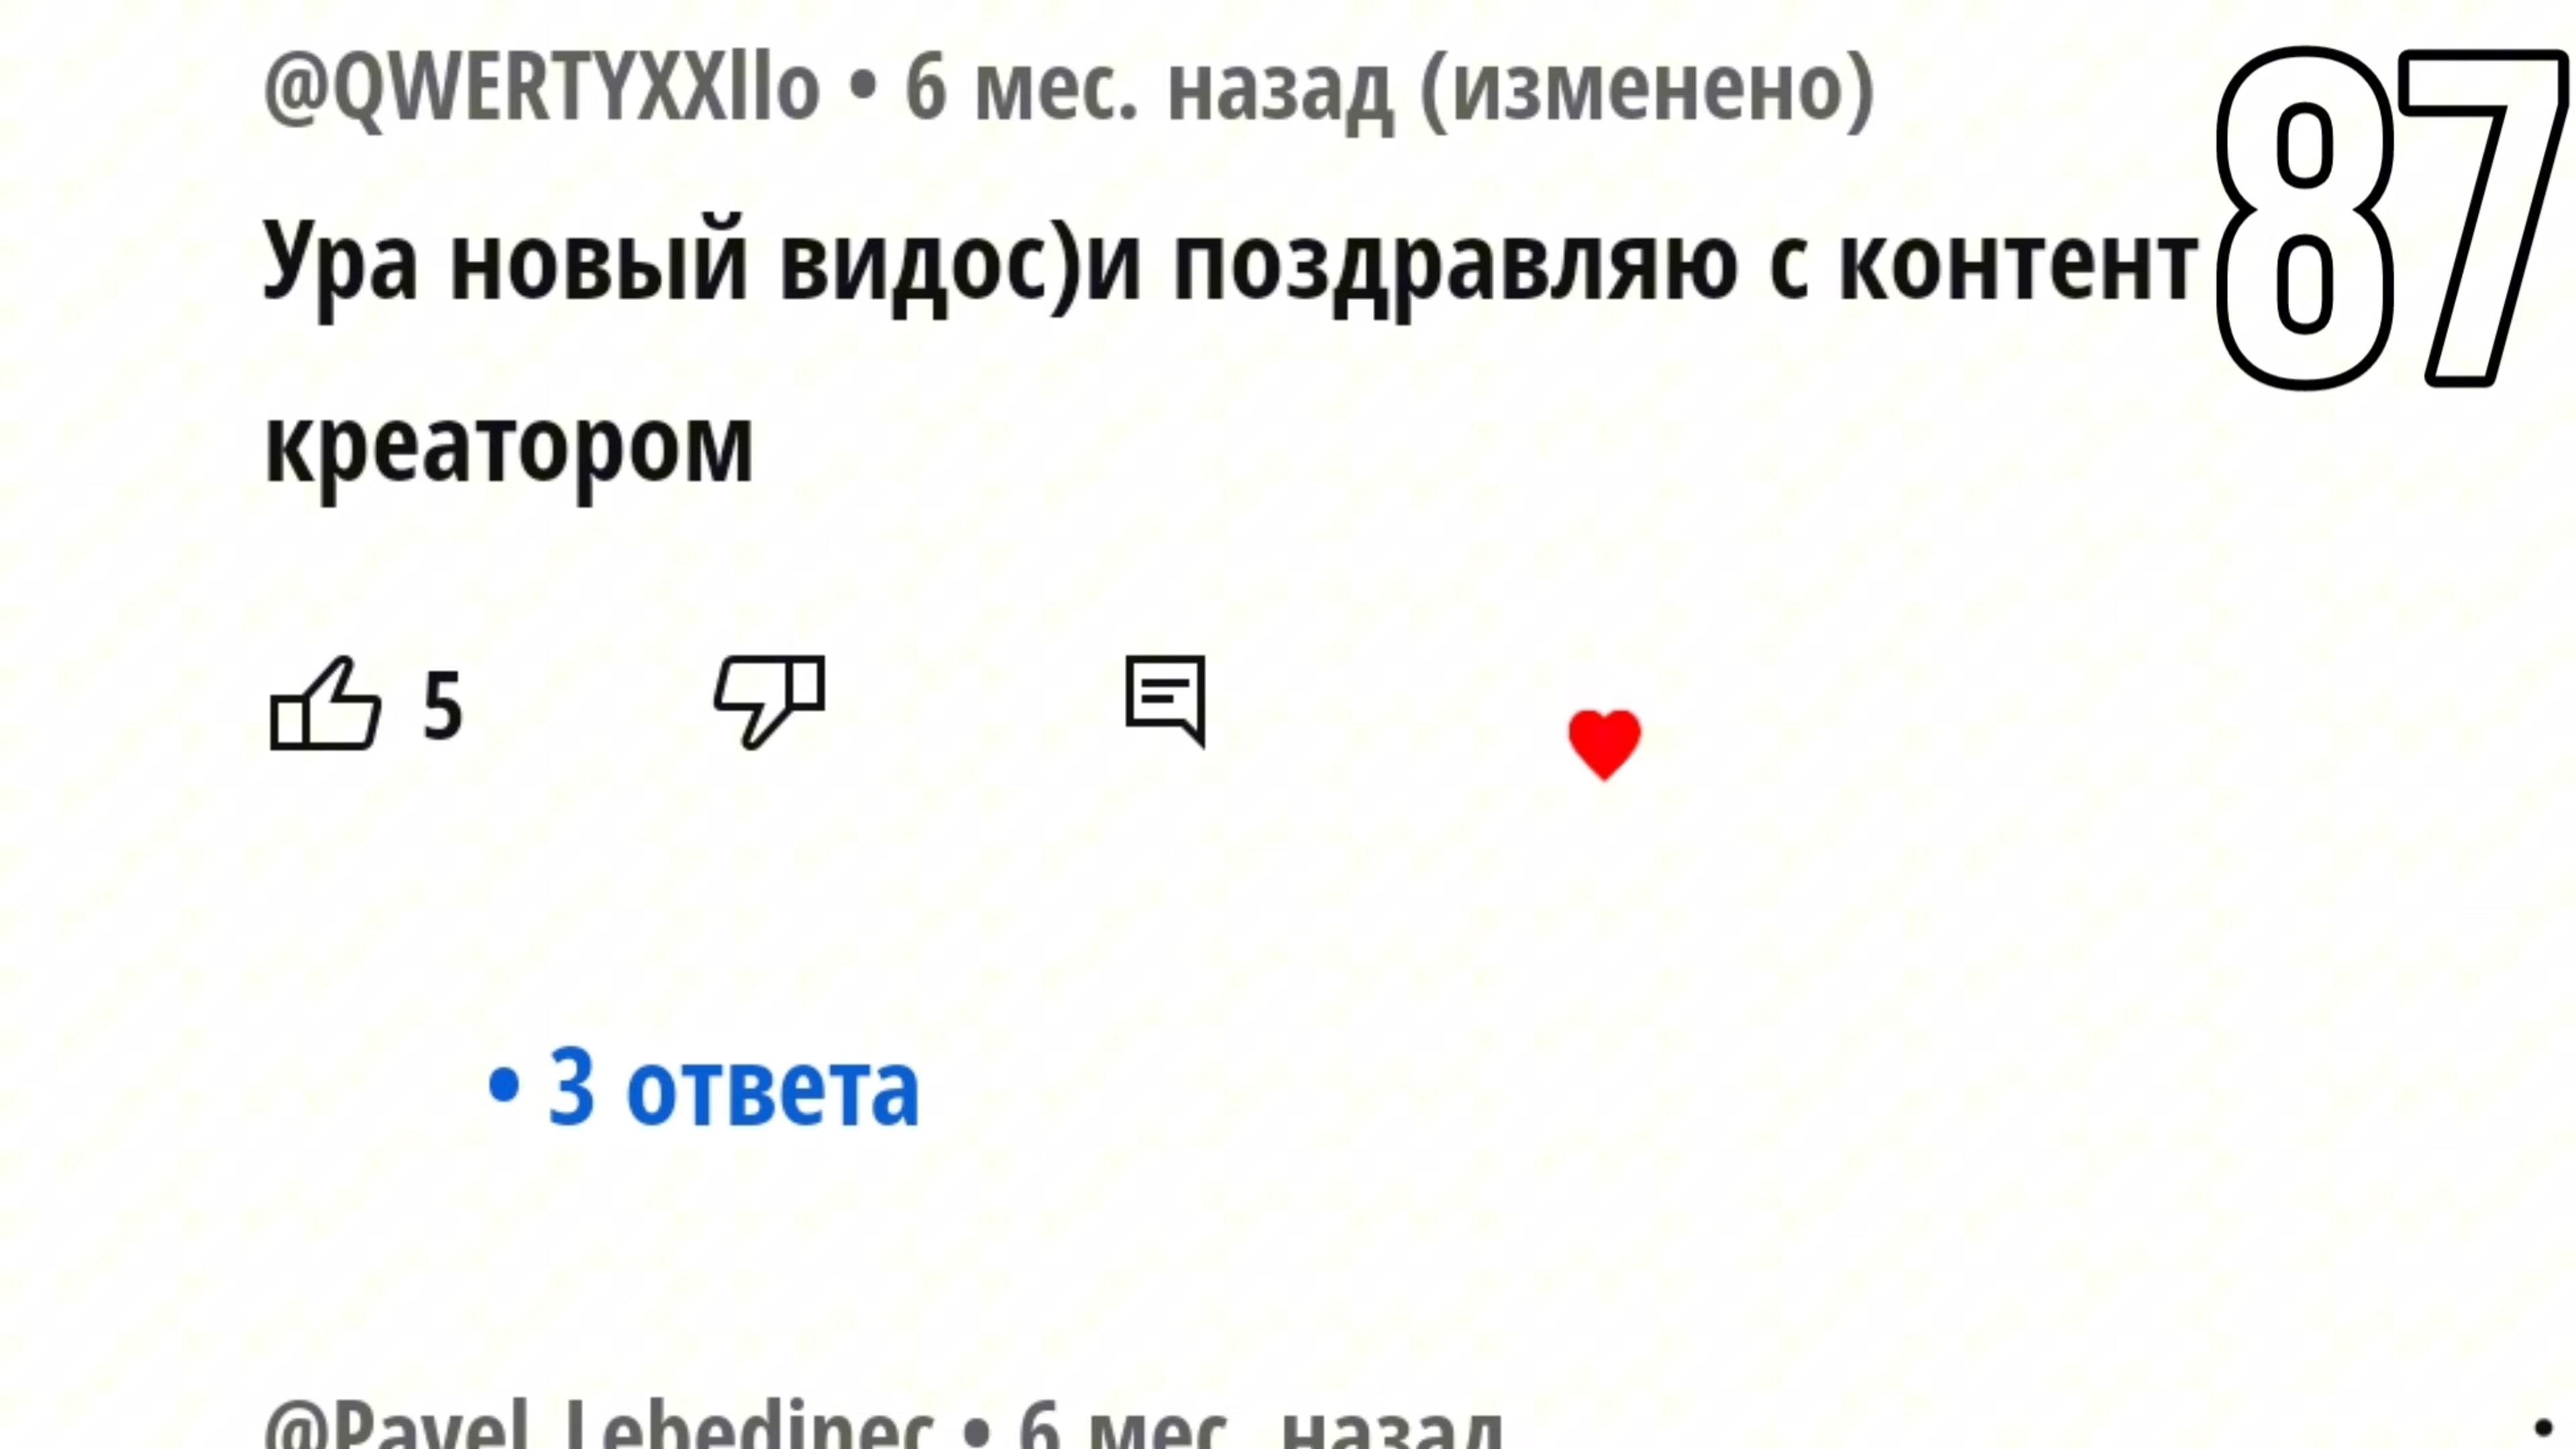 @QWERTYXXllo • 6 мес. назад (изменено)
87
Ура новый видос)и поздравляю с контент
креатором
5
• 3 ответа
@Pavel_Lebedinec • 6 мес. назад